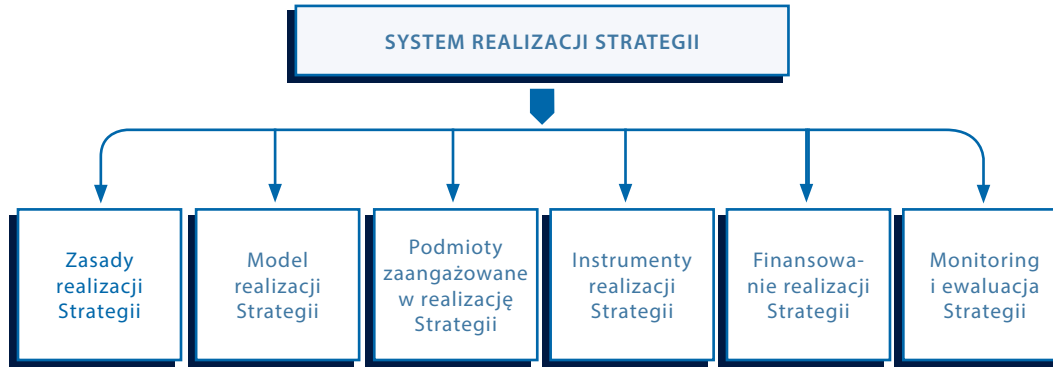 SYSTEM REALIZACJI STRATEGII
Zasady
realizacji
Strategii
Model
realizacji
Strategii
Podmioty
zaangażowane
w realizację
Strategii
Instrumenty
realizacji
Strategii
Finansowa-
nie realizacji
Strategii
Monitoring
i ewaluacja
Strategii